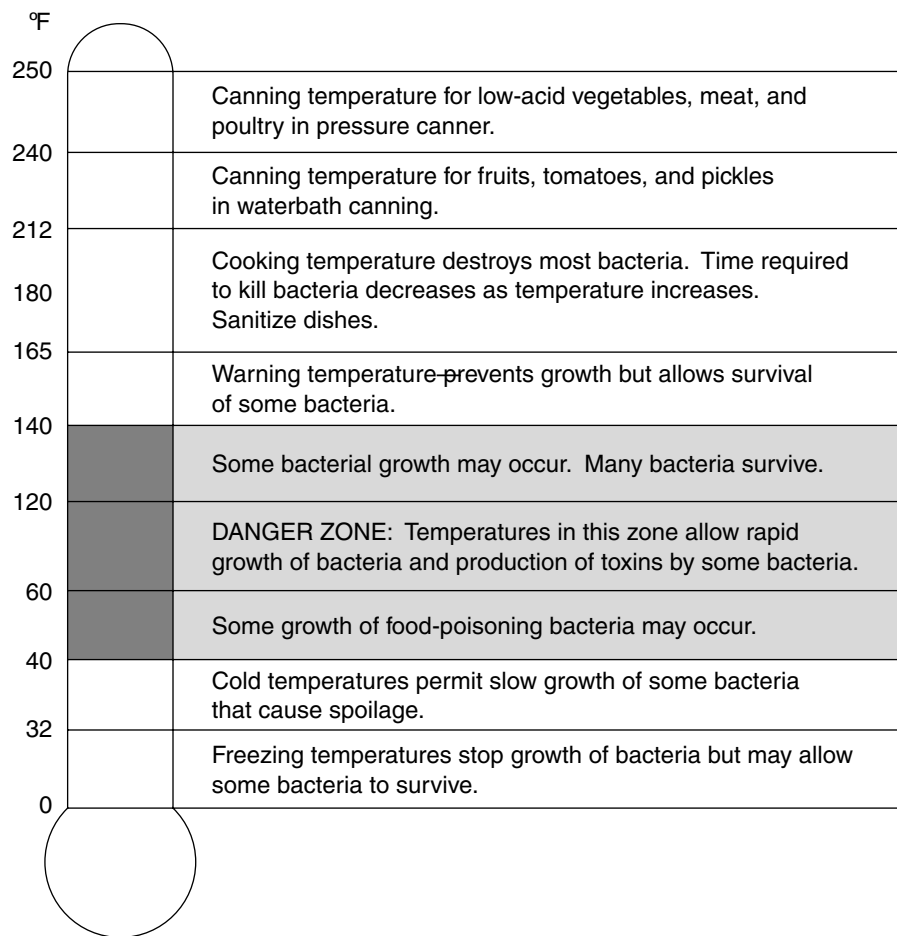 ºF
250
Canning temperature for low-acid vegetables, meat, and
poultry in pressure canner.
240
Canning temperature for fruits, tomatoes, and pickles
in waterbath canning.
212
Cooking temperature destroys most bacteria. Time required
180
to kill bacteria decreases as temperature increases.
Sanitize dishes.
165
Warning temperature-prevents growth but allows survival
of some bacteria.
140
Some bacterial growth may occur. Many bacteria survive.
120
DANGER ZONE: Temperatures in this zone allow rapid
growth of bacteria and production of toxins by some bacteria.
60
Some growth of food-poisoning bacteria may occur.
40
Cold temperatures permit slow growth of some bacteria
that cause spoilage.
32
Freezing temperatures stop growth of bacteria but may allow
some bacteria to survive.
0